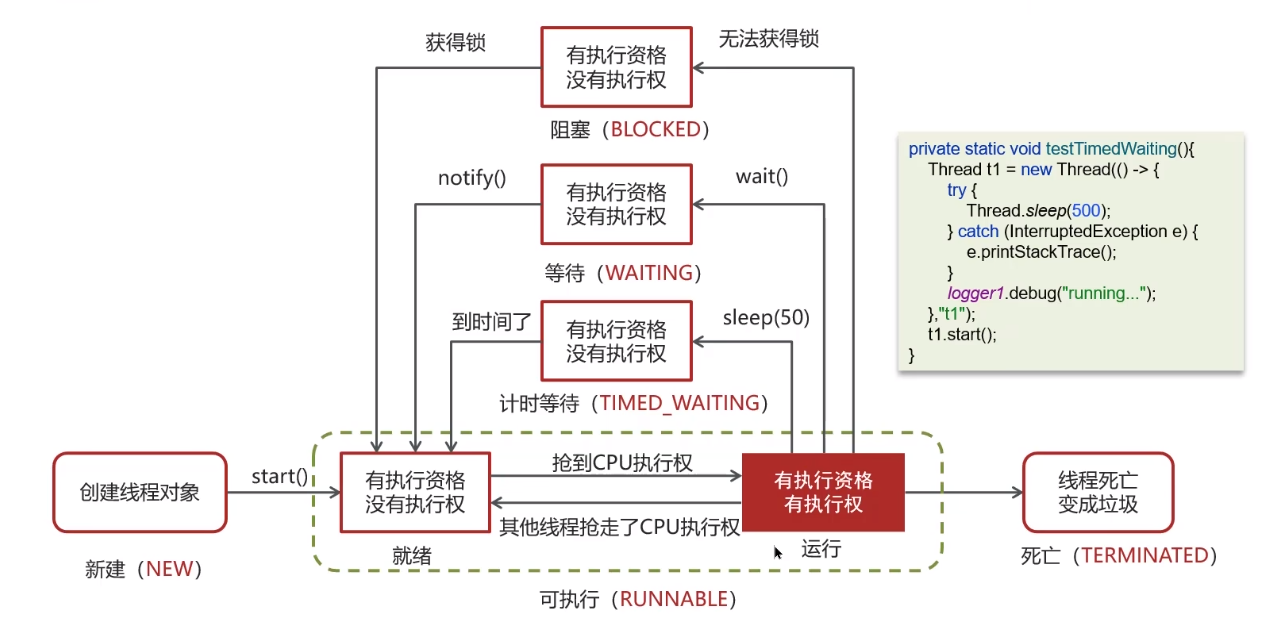 获得锁
有执行资格
没有执行权
无法获得锁
阻塞（BLOCKED）
notify()
有执行资格
没有执行权
wait()
等待（WAITING）
到时间了
有执行资格
没有执行权
sleep(50)
计时等待（TIMED_WAITING）
private static void testTimedWaiting(){
Thread t1 = new Thread(() -> {
try {
Thread.sleep(500);
} catch (InterruptedException e) {
e.printStackTrace();
}
logger1.debug("running...");
},"t1");
t1.start();
}
创建线程对象
新建（NEW）
start()
有执行资格
没有执行权
就绪
抢到CPU执行权
其他线程抢走了CPU执行权
有执行资格
有执行权
运行
可执行（RUNNABLE）
线程死亡
变成垃圾
死亡（TERMINATED）